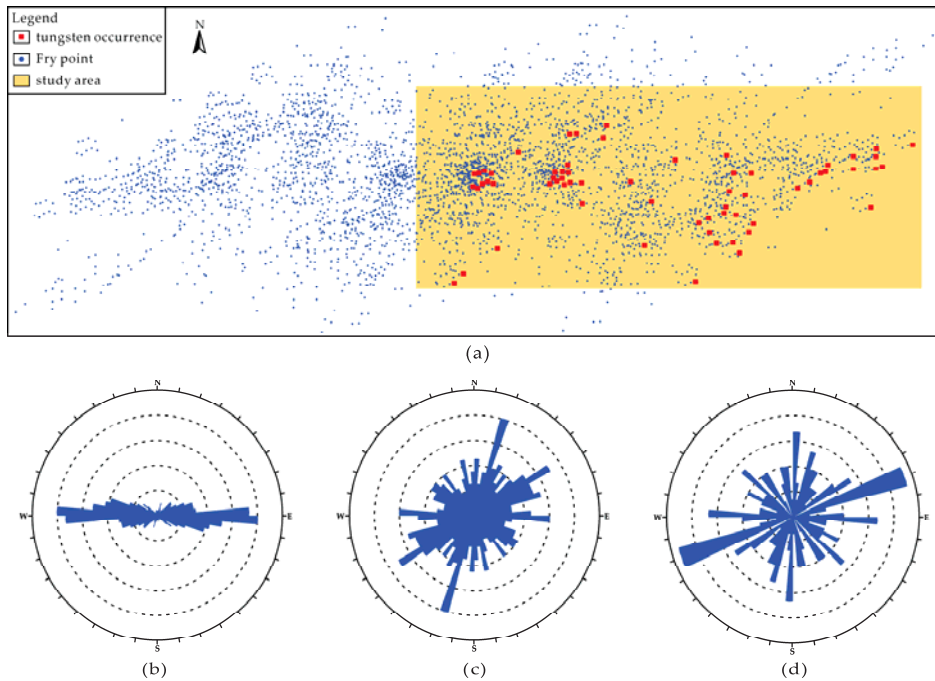 Legend
tungsten occurrence
Fry point
study area
N
(a)
N
W
E
S
(b)
N
W
E
S
(c)
N
W
E
S
(d)